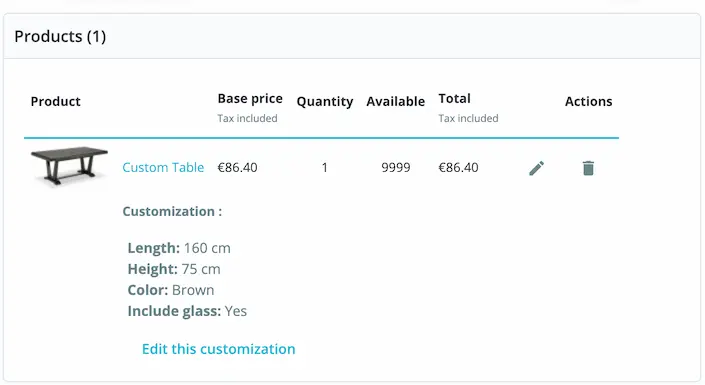 Products (1)
Product Base price Quantity Available Total Actions
Tax included Tax included
Custom Table €86.40 1 9999 €86.40
Customization :
Length: 160 cm
Height: 75 cm
Color: Brown
Include glass: Yes
Edit this customization